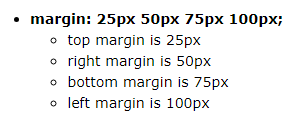 margin: 25px 50px 75px 100px;
top margin is 25px
right margin is 50px
bottom margin is 75px
left margin is 100px